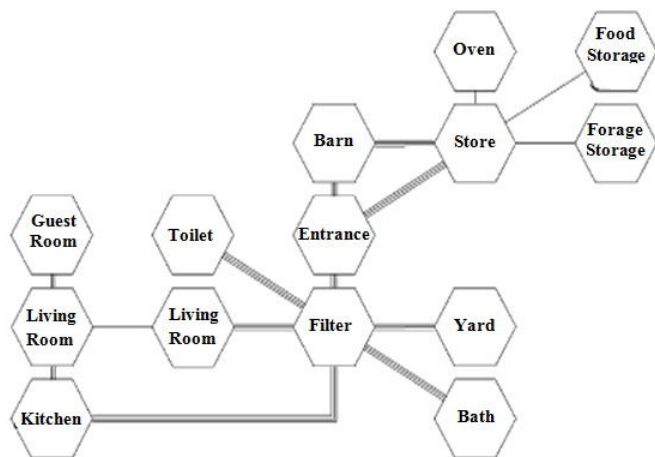 Oven
Food
Storage
Barn
Store
Forage
Storage
Guest
Room
Toilet
Entrance
Living
Room
Living
Room
Filter
Yard
Kitchen
Bath